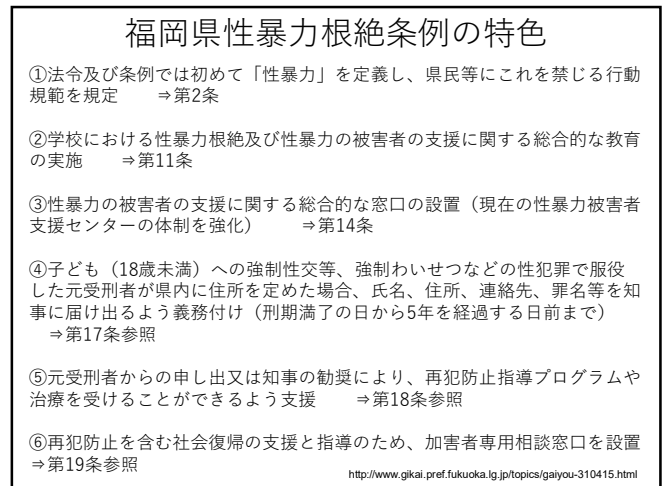 福岡県性暴力根絶条例の特色
①法令及び条例では初めて「性暴力」を定義し、県民等にこれを禁じる行動
規範を規定　　⇒第2条
②学校における性暴力根絶及び性暴力の被害者の支援に関する総合的な教育
の実施　　⇒第11条
③性暴力の被害者の支援に関する総合的な窓口の設置（現在の性暴力被害者
支援センターの体制を強化）　　⇒第14条
④子ども（18歳未満）への強制性交等、強制わいせつなどの性犯罪で服役
した元受刑者が県内に住所を定めた場合、氏名、住所、連絡先、罪名等を知
事に届け出るよう義務付け（刑期満了の日から5年を経過する日前まで）
⇒第17条参照
⑤元受刑者からの申し出又は知事の勧奨により、再犯防止指導プログラムや
治療を受けることができるよう支援　　⇒第18条参照
⑥再犯防止を含む社会復帰の支援と指導のため、加害者専用相談窓口を設置
⇒第19条参照
http://www.gikai.pref.fukuoka.lg.jp/topics/gaiyou-310415.html